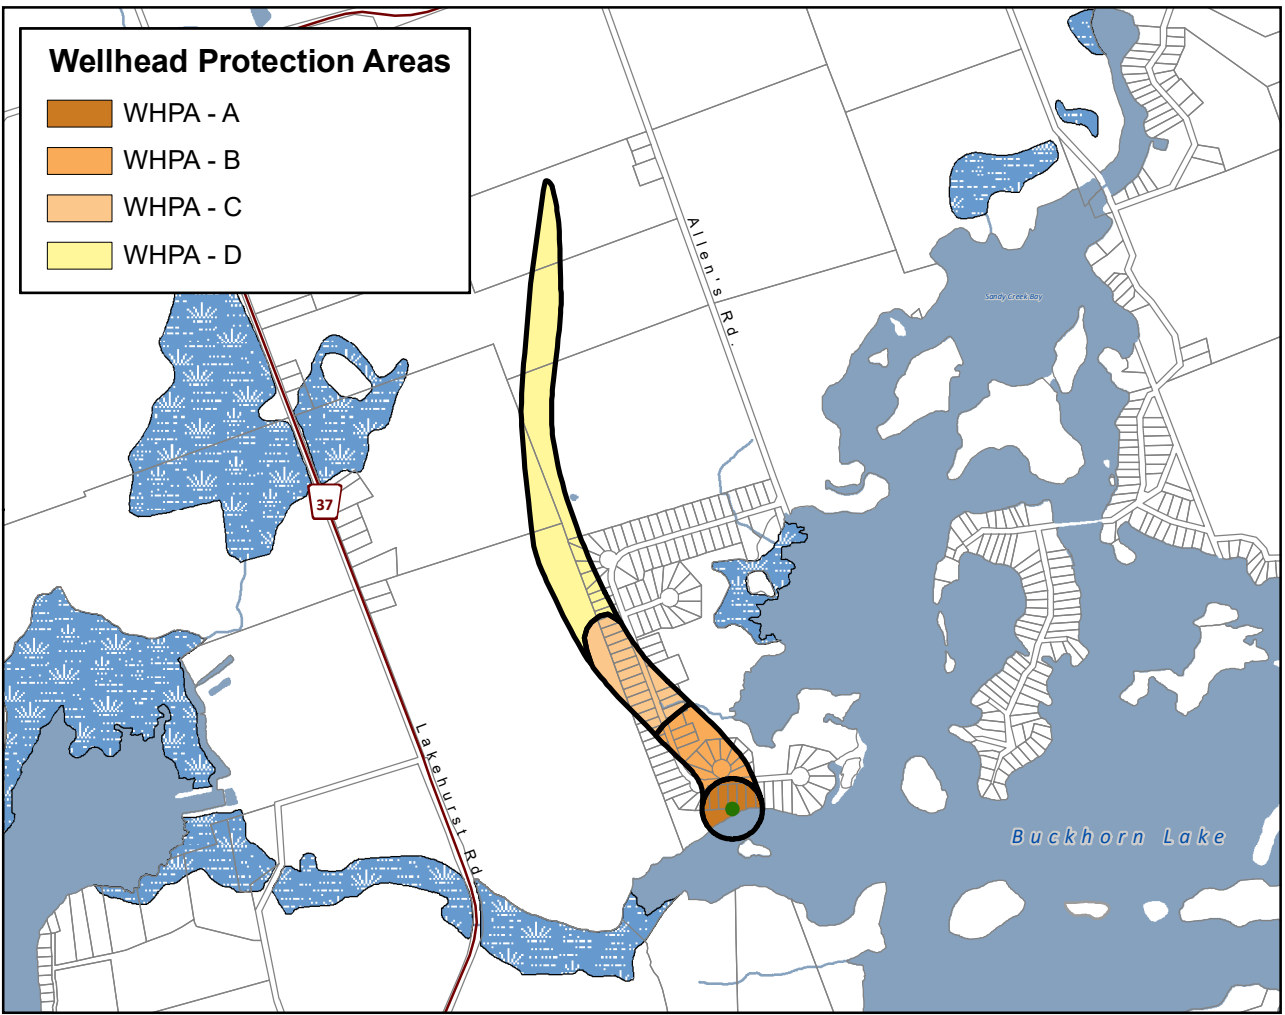 Wellhead Protection Areas
WHPA - A
WHPA - B
WHPA - C
WHPA - D
Allen's Rd.
Sandy Creek Bay
37
Lakehurst Rd
Buckhorn Lake